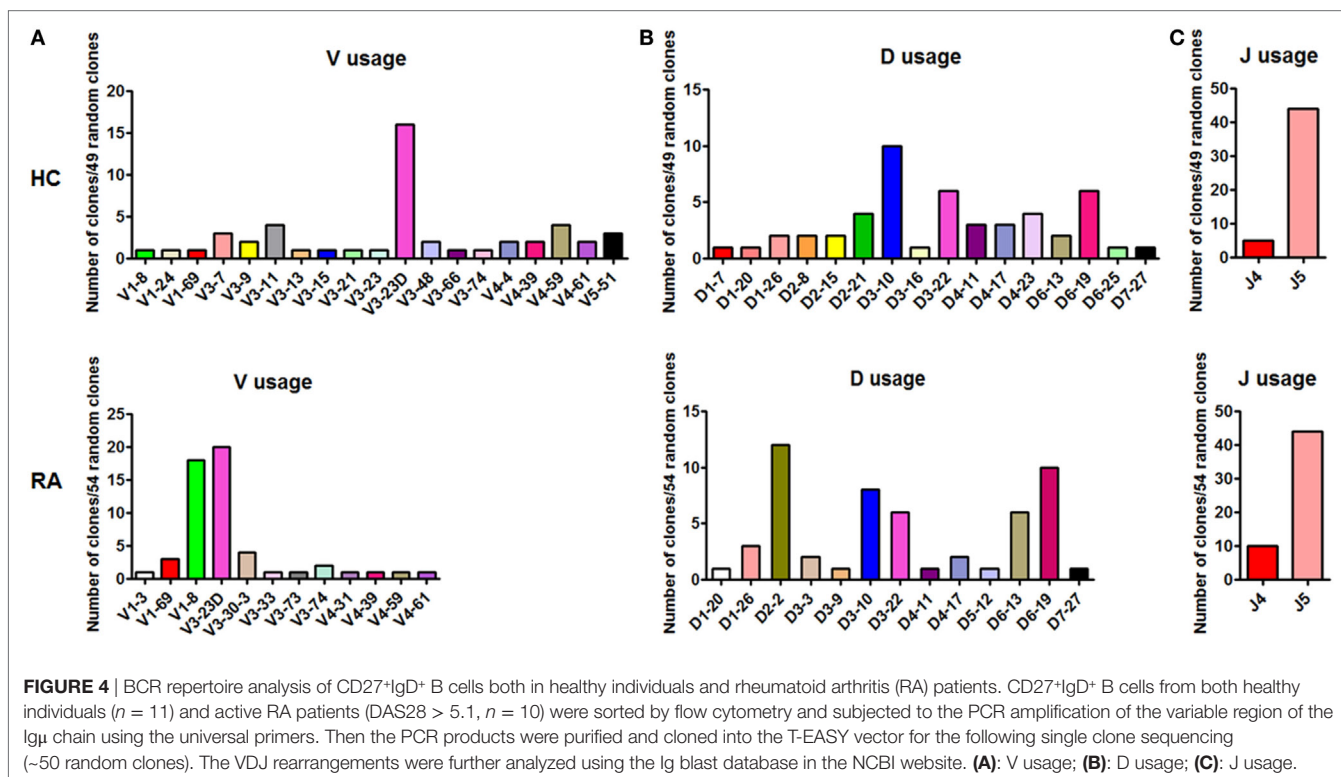 A
V usage
HC
Number of clones/49 random clones
20
15
10
5
0
V1-8
V1-24
V1-69
V3-7
V3-9
V3-11
V3-13
V3-15
V3-21
V3-23
V3-23D
V3-48
V3-66
V3-74
V4-4
V4-39
V4-59
V4-61
V5-51
B
D usage
Number of clones/49 random clones
15
10
5
0
D1-7
D1-20
D1-26
D2-8
D2-15
D2-21
D3-10
D3-16
D3-22
D4-11
D4-17
D4-23
D6-13
D6-19
D6-25
D7-27
C
J usage
Number of clones/49 random clones
50
40
30
20
10
0
J4
J5
RA
V usage
Number of clones/54 random clones
25
20
15
10
5
0
V1-3
V1-69
V1-8
V3-23D
V3-30-3
V3-33
V3-73
V3-74
V4-31
V4-39
V4-59
V4-61
D usage
Number of clones/54 random clones
15
10
5
0
D1-20
D1-26
D2-2
D3-3
D3-9
D3-10
D3-22
D4-11
D4-17
D5-12
D6-13
D6-19
D7-27
J usage
Number of clones/54 random clones
50
40
30
20
10
0
J4
J5
FIGURE 4 | BCR repertoire analysis of CD27⁺IgD⁺ B cells both in healthy individuals and rheumatoid arthritis (RA) patients. CD27⁺IgD⁺ B cells from both healthy
individuals (n = 11) and active RA patients (DAS28 > 5.1, n = 10) were sorted by flow cytometry and subjected to the PCR amplification of the variable region of the
Igμ chain using the universal primers. Then the PCR products were purified and cloned into the T-EASY vector for the following single clone sequencing
(~50 random clones). The VDJ rearrangements were further analyzed using the Ig blast database in the NCBI website. (A): V usage; (B): D usage; (C): J usage.